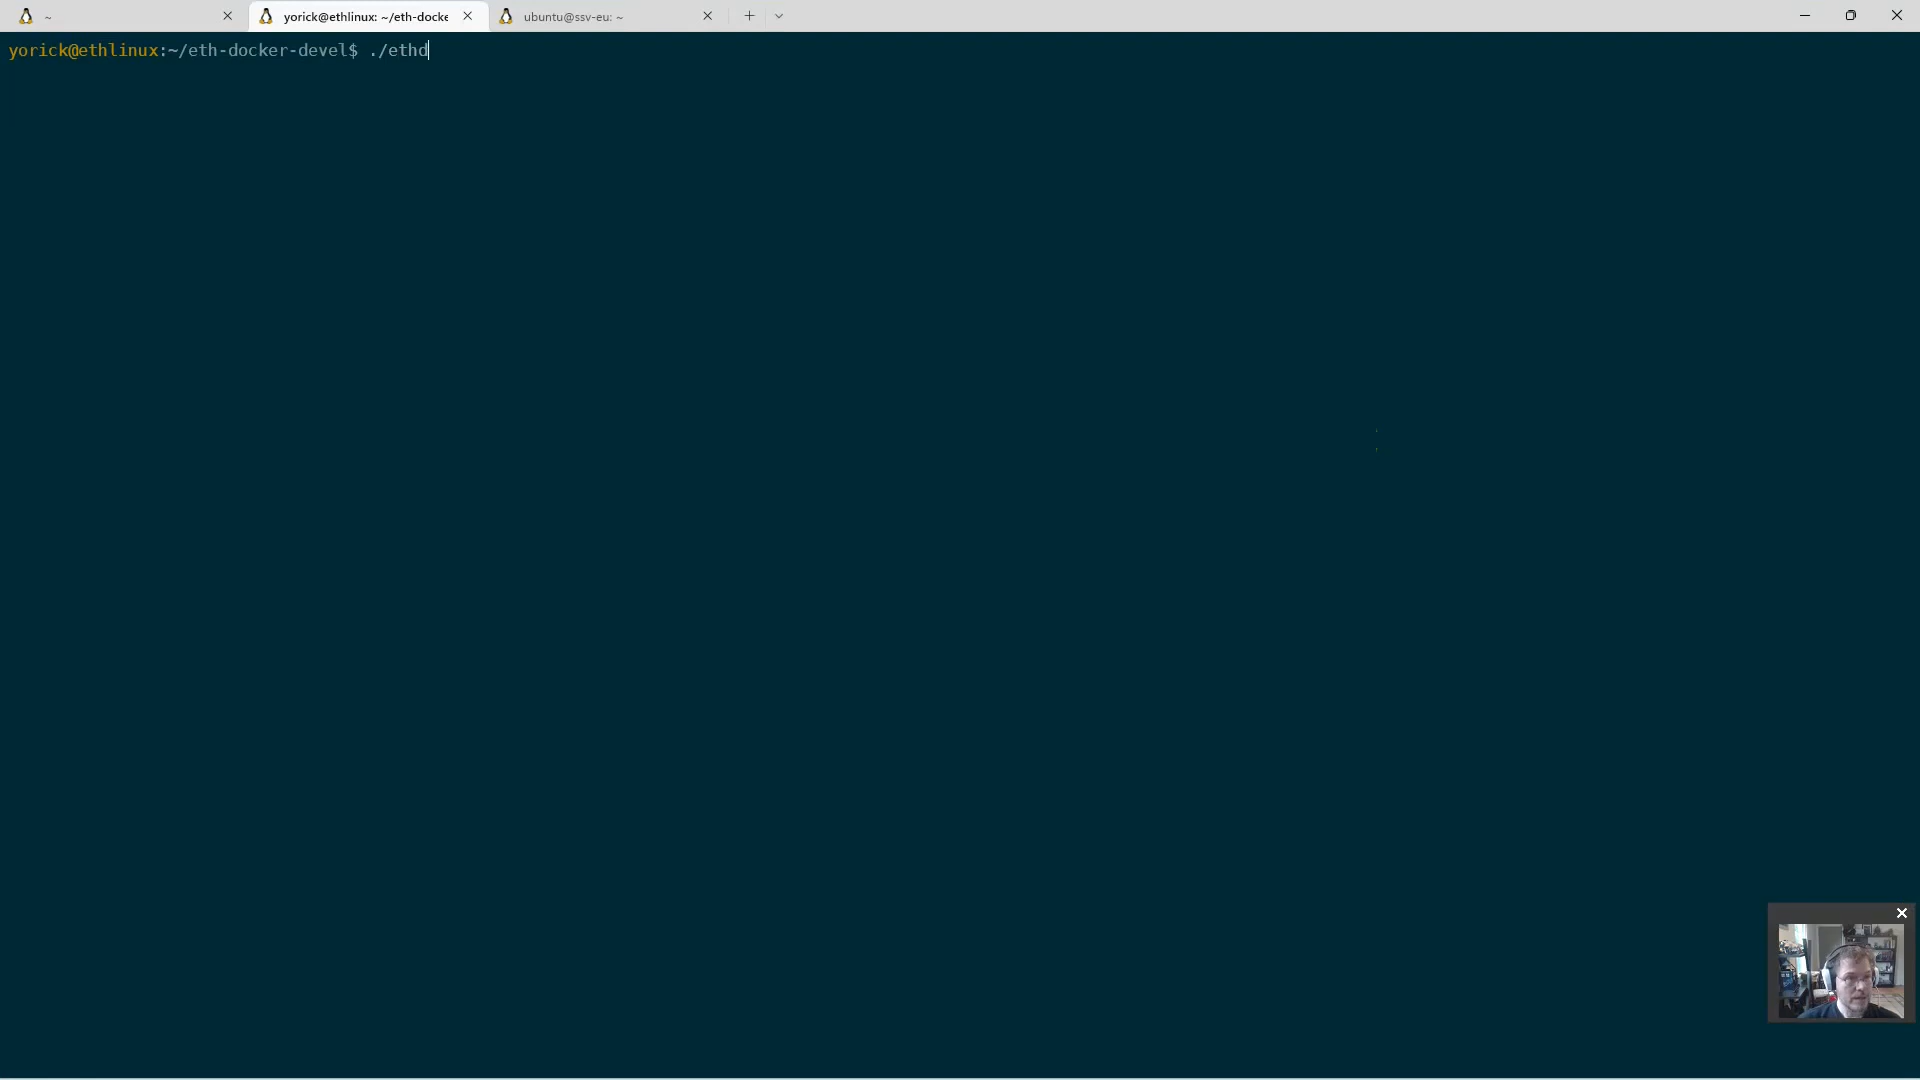 ~
yorick@ethlinux: ~/eth-docke
ubuntu@ssv-eu: ~
yorick@ethlinux:~/eth-docker-devel$ ./ethd